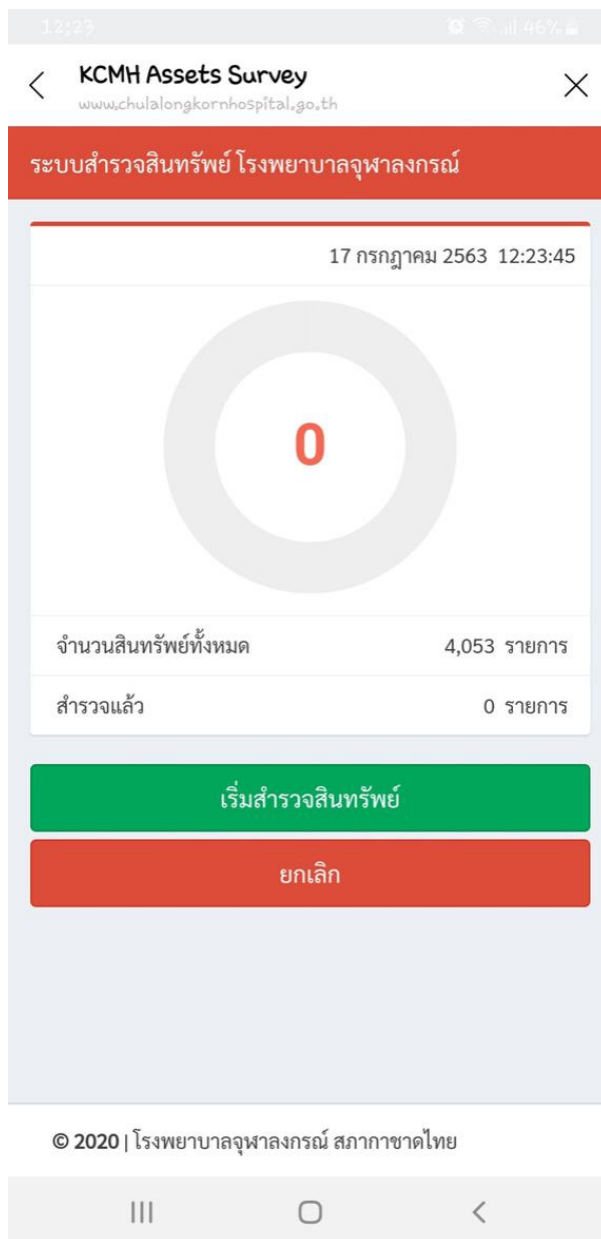 12:23 46%
KCMH Assets Survey
www.chulalongkornhospital.go.th
ระบบสำรวจสินทรัพย์ โรงพยาบาลจุฬาลงกรณ์
17 กรกฎาคม 2563 12:23:45
0
จำนวนสินทรัพย์ทั้งหมด 4,053 รายการ
สำรวจแล้ว 0 รายการ
เริ่มสำรวจสินทรัพย์
ยกเลิก
© 2020 | โรงพยาบาลจุฬาลงกรณ์ สภากาชาดไทย